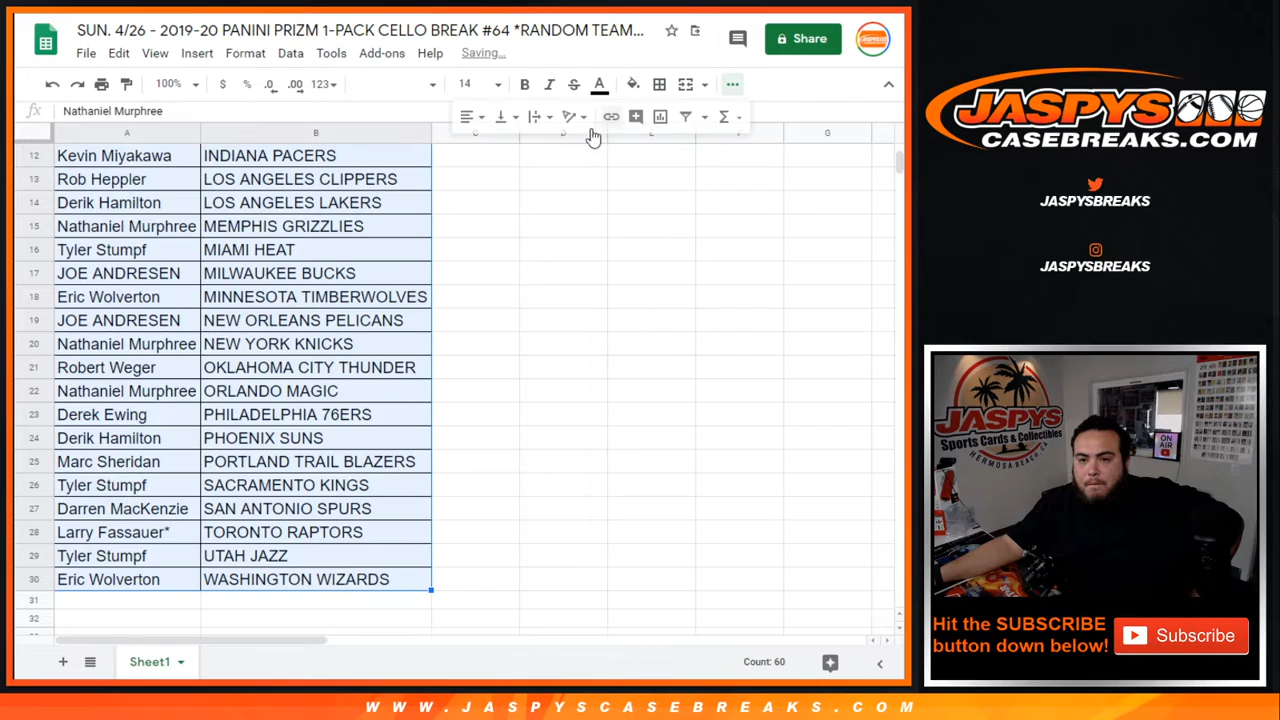 SUN. 4/26 - 2019-20 PANINI PRIZM 1-PACK CELLO BREAK #64 *RANDOM TEAM...
File Edit View Insert Format Data Tools Add-ons Help Saving...
Share
100% $ % .0 .00 123 14 B I S A
fx Nathaniel Murphree
A B C D E F G
12 Kevin Miyakawa INDIANA PACERS
13 Rob Heppler LOS ANGELES CLIPPERS
14 Derik Hamilton LOS ANGELES LAKERS
15 Nathaniel Murphree MEMPHIS GRIZZLIES
16 Tyler Stumpf MIAMI HEAT
17 JOE ANDRESEN MILWAUKEE BUCKS
18 Eric Wolverton MINNESOTA TIMBERWOLVES
19 JOE ANDRESEN NEW ORLEANS PELICANS
20 Nathaniel Murphree NEW YORK KNICKS
21 Robert Weger OKLAHOMA CITY THUNDER
22 Nathaniel Murphree ORLANDO MAGIC
23 Derek Ewing PHILADELPHIA 76ERS
24 Derik Hamilton PHOENIX SUNS
25 Marc Sheridan PORTLAND TRAIL BLAZERS
26 Tyler Stumpf SACRAMENTO KINGS
27 Darren MacKenzie SAN ANTONIO SPURS
28 Larry Fassauer* TORONTO RAPTORS
29 Tyler Stumpf UTAH JAZZ
30 Eric Wolverton WASHINGTON WIZARDS
31
32
Sheet1
Count: 60
JASPYS
CASEBREAKS.COM
JASPYSBREAKS
JASPYSBREAKS
JASPYS
Sports Cards & Collectibles
HERMOSA BEACH, CA
ON AIR
Hit the SUBSCRIBE
button down below!
Subscribe
WWW.JASPYSCASEBREAKS.COM